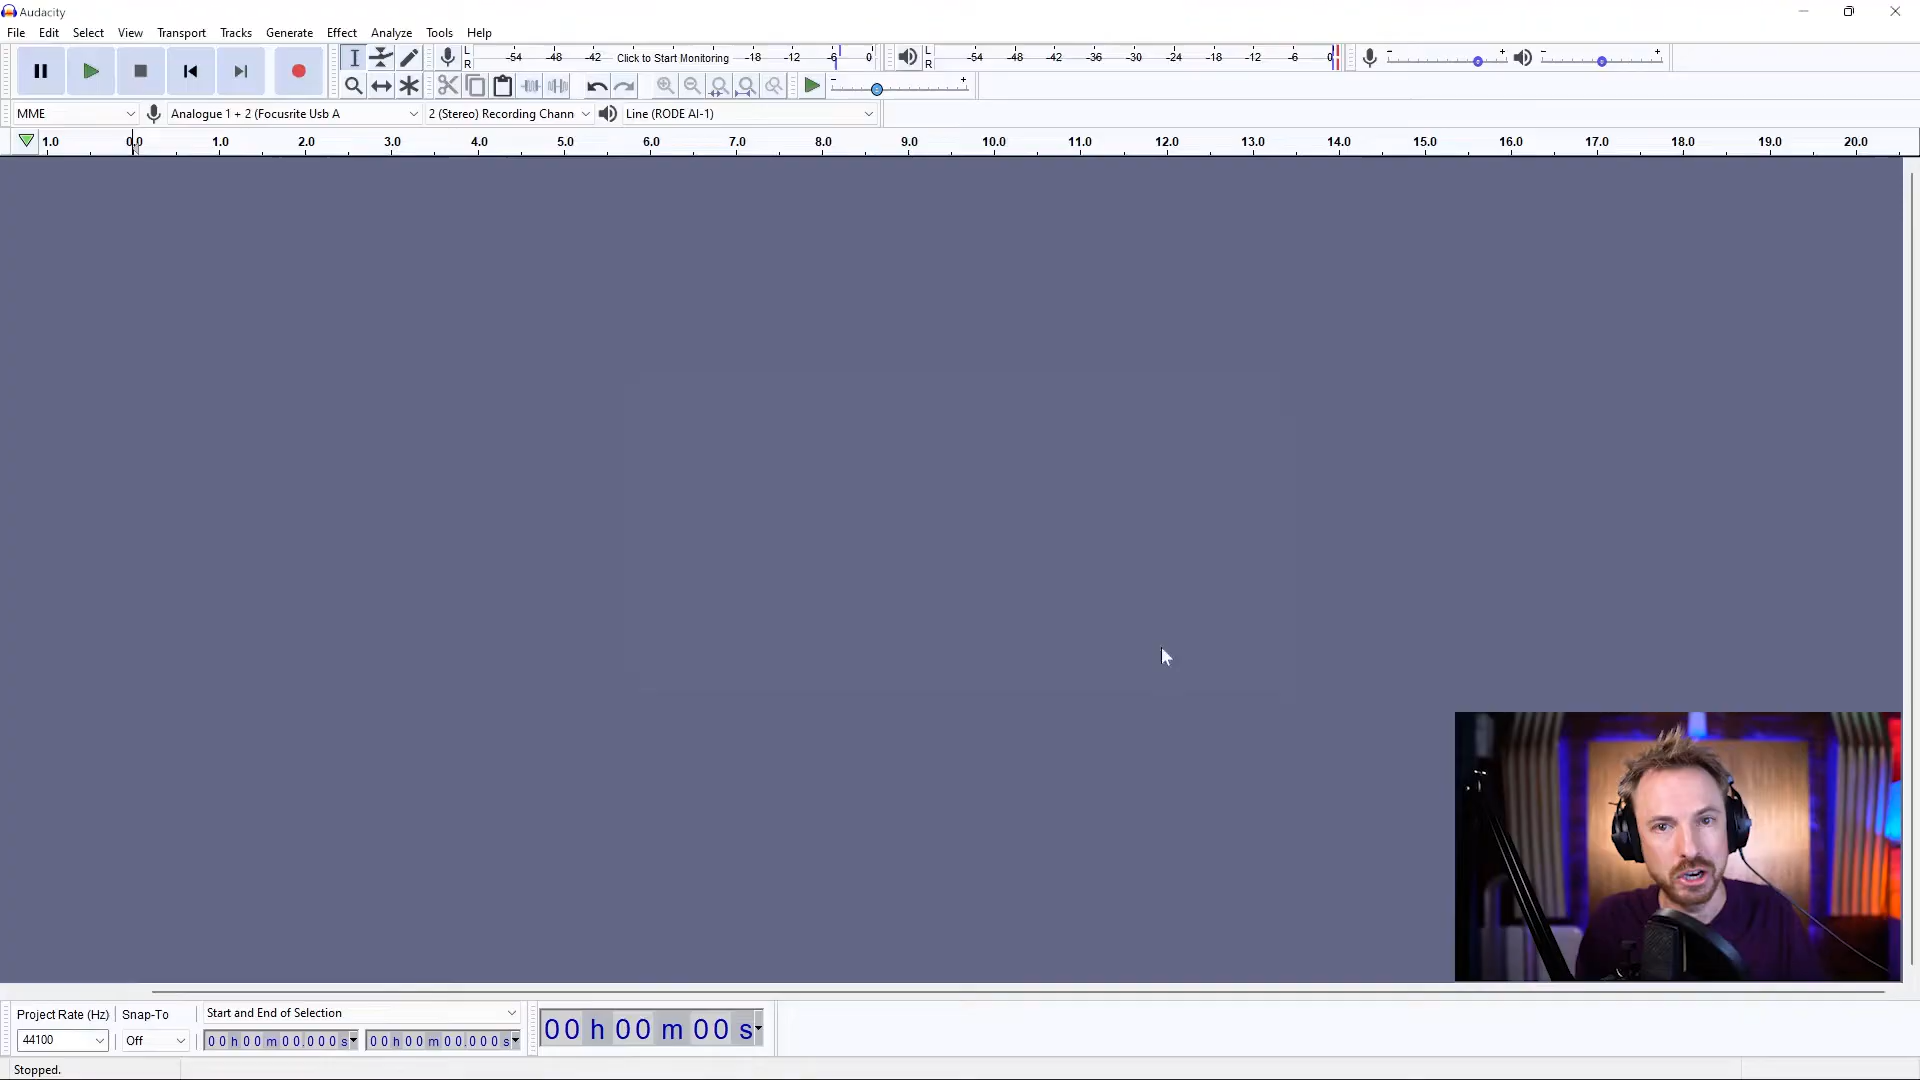 Audacity
File Edit Select View Transport Tracks Generate Effect Analyze Tools Help
L
R
-54 -48 -42 Click to Start Monitoring -18 -12 -6 0
L
R
-54 -48 -42 -36 -30 -24 -18 -12 -6 0
- +
- +
- +
MME
Analogue 1 + 2 (Focusrite Usb A
2 (Stereo) Recording Chann
Line (RODE AI-1)
1.0 0.0 1.0 2.0 3.0 4.0 5.0 6.0 7.0 8.0 9.0 10.0 11.0 12.0 13.0 14.0 15.0 16.0 17.0 18.0 19.0 20.0
Project Rate (Hz) Snap-To Start and End of Selection
44100 Off 00 h 00 m 00.000 s 00 h 00 m 00.000 s 00 h 00 m 00 s
Stopped.